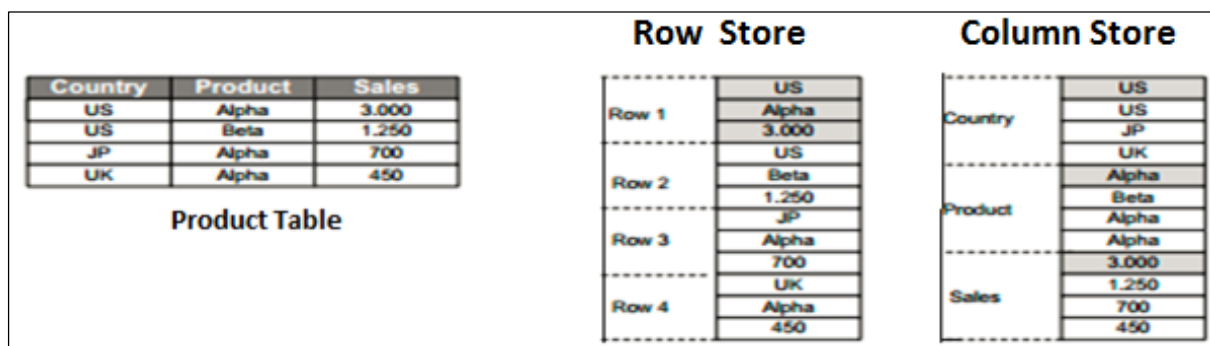 Row Store
Column Store
Country Product Sales
US Alpha 3.000
US Beta 1.250
JP Alpha 700
UK Alpha 450
Product Table
Row 1
US
Alpha
3.000
Row 2
US
Beta
1.250
Row 3
JP
Alpha
700
Row 4
UK
Alpha
450
Country
US
US
JP
UK
Product
Alpha
Beta
Alpha
Alpha
Sales
3.000
1.250
700
450